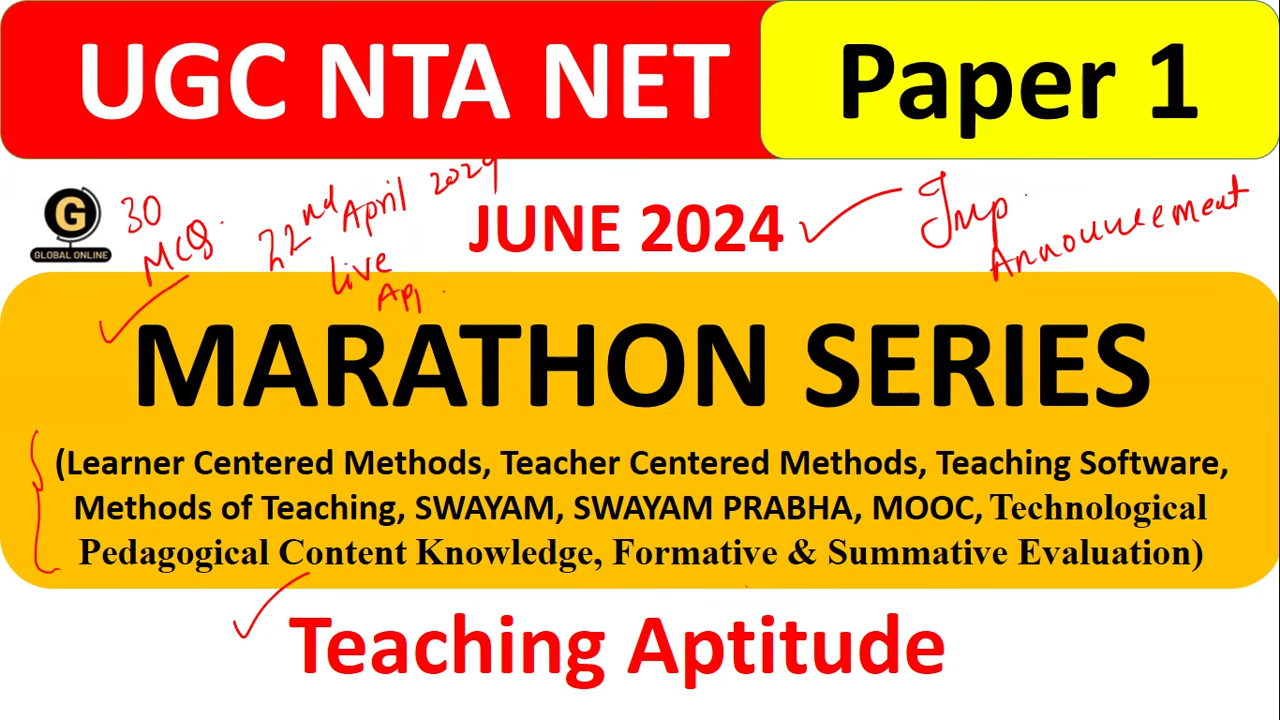 UGC NTA NET
Paper 1
G
GLOBAL ONLINE
30
MCQ
22nd April 2024
live
API
JUNE 2024
Imp
Announcement
MARATHON SERIES
(Learner Centered Methods, Teacher Centered Methods, Teaching Software,
Methods of Teaching, SWAYAM, SWAYAM PRABHA, MOOC, Technological
Pedagogical Content Knowledge, Formative & Summative Evaluation)
Teaching Aptitude